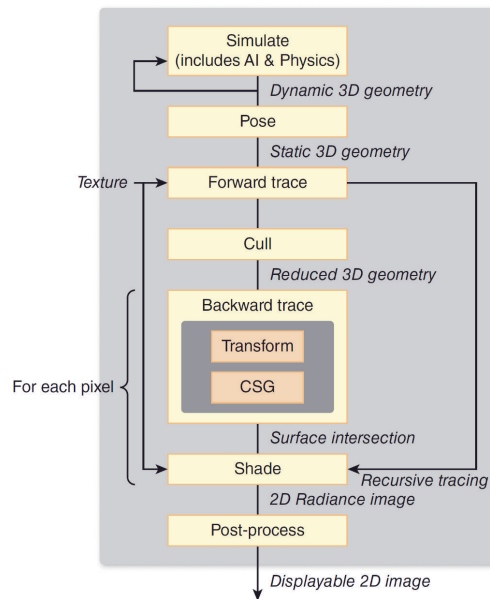 Simulate
(includes AI & Physics)
Dynamic 3D geometry
Pose
Static 3D geometry
Texture
Forward trace
Cull
Reduced 3D geometry
Backward trace
Transform
For each pixel
CSG
Surface intersection
Shade
Recursive tracing
2D Radiance image
Post-process
Displayable 2D image